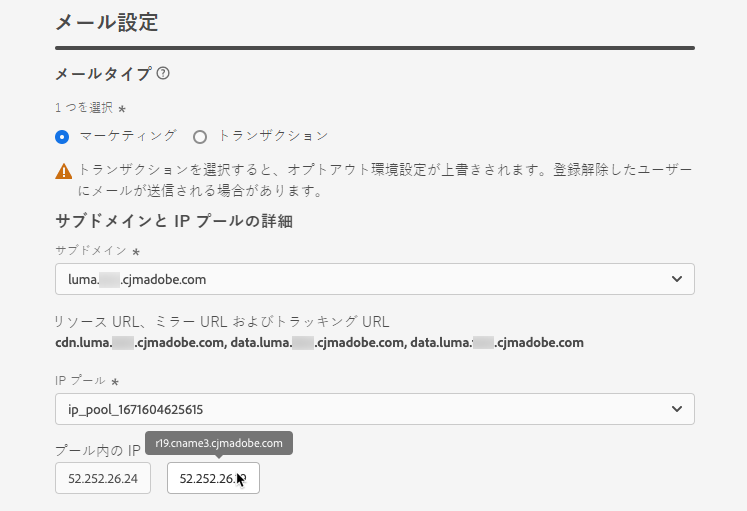 メール設定
メールタイプ
1 つを選択 *
マーケティング トランザクション
トランザクションを選択すると、オプトアウト環境設定が上書きされます。登録解除したユーザー
にメールが送信される場合があります。
サブドメインと IP プールの詳細
サブドメイン *
luma. .cjmadobe.com
リソース URL、ミラー URL およびトラッキング URL
cdn.luma. .cjmadobe.com, data.luma. .cjmadobe.com, data.luma. .cjmadobe.com
IP プール *
ip_pool_1671604625615
r19.cname3.cjmadobe.com
プール内の IP
52.252.26.24 52.252.26.